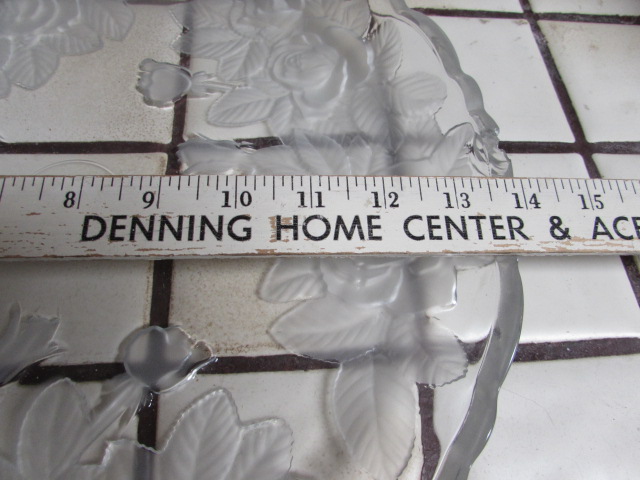 8 9 10 11 12 13 14 15
DENNING HOME CENTER & ACE